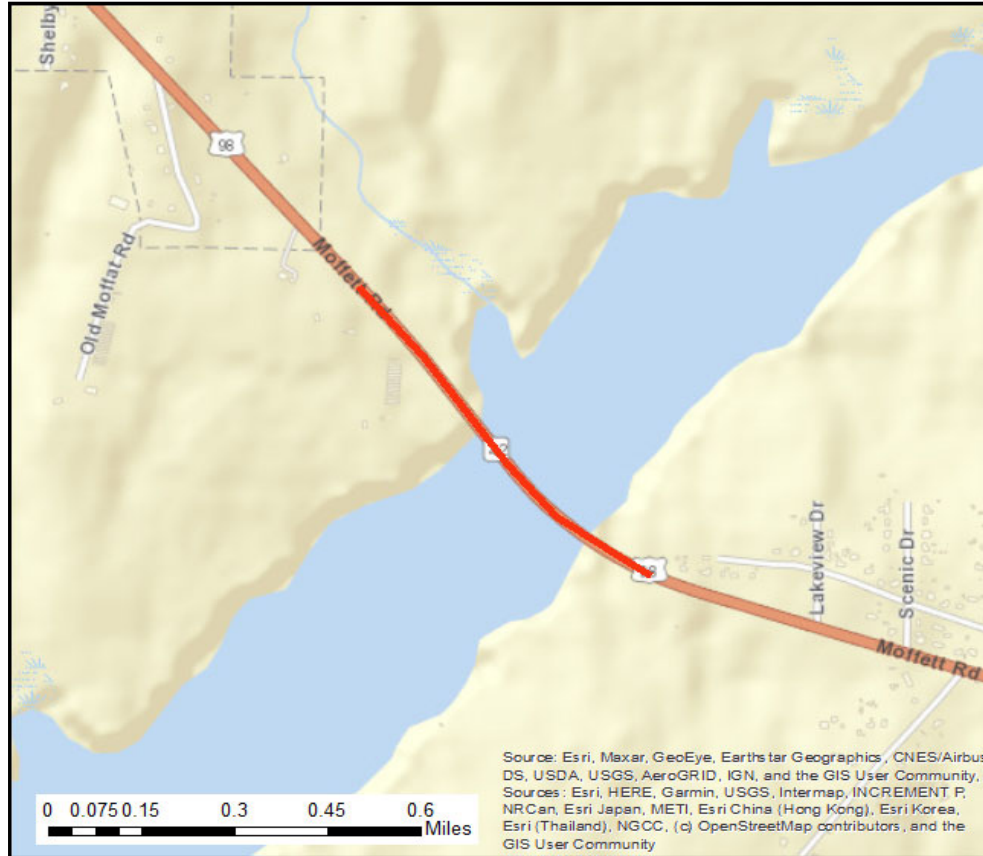 Shelby
98
Moffett Rd
Old Moffat Rd
Lakeview Dr
Scenic Dr
Moffett Rd
Source: Esri, Maxar, GeoEye, Earthstar Geographics, CNES/Airbus
DS, USDA, USGS, AeroGRID, IGN, and the GIS User Community,
Sources: Esri, HERE, Garmin, USGS, Intermap, INCREMENT P,
NRCan, Esri Japan, METI, Esri China (Hong Kong), Esri Korea,
Esri (Thailand), NGCC, (c) OpenStreetMap contributors, and the
GIS User Community
0 0.075 0.15 0.3 0.45 0.6
Miles